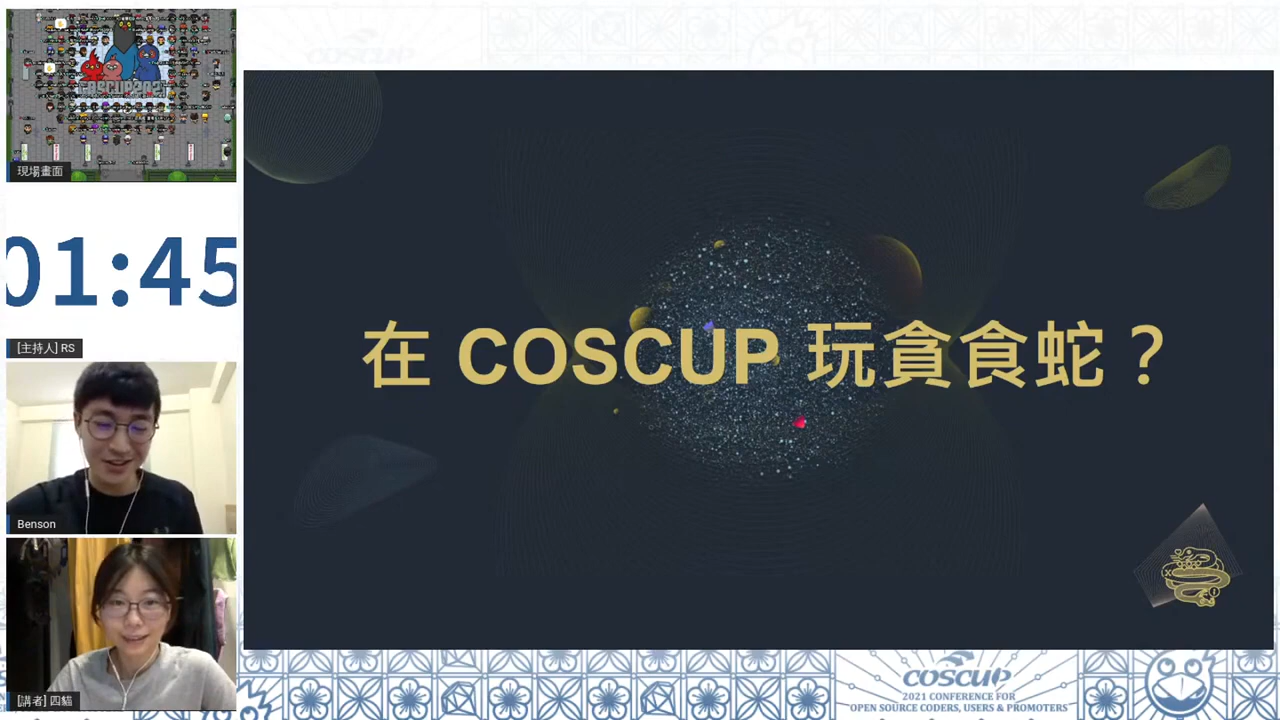 現場畫面
01:45
[主持人] RS
Benson
[講者] 四貓
在 COSCUP 玩貪食蛇？
COSCUP
2021 CONFERENCE FOR
OPEN SOURCE CODERS, USERS & PROMOTERS